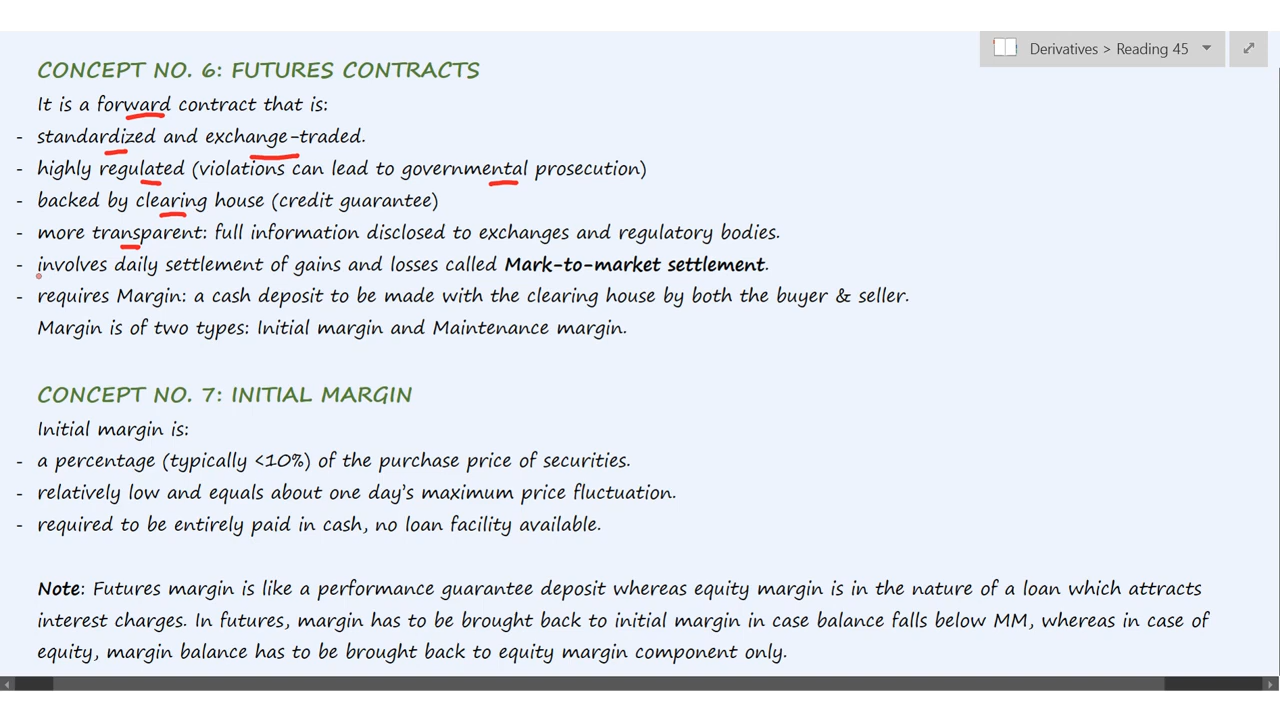 Derivatives > Reading 45
CONCEPT NO. 6: FUTURES CONTRACTS
It is a forward contract that is:
- standardized and exchange-traded.
- highly regulated (violations can lead to governmental prosecution)
- backed by clearing house (credit guarantee)
- more transparent: full information disclosed to exchanges and regulatory bodies.
- involves daily settlement of gains and losses called Mark-to-market settlement.
- requires Margin: a cash deposit to be made with the clearing house by both the buyer & seller.
Margin is of two types: Initial margin and Maintenance margin.
CONCEPT NO. 7: INITIAL MARGIN
Initial margin is:
- a percentage (typically <10%) of the purchase price of securities.
- relatively low and equals about one day's maximum price fluctuation.
- required to be entirely paid in cash, no loan facility available.
Note: Futures margin is like a performance guarantee deposit whereas equity margin is in the nature of a loan which attracts
interest charges. In futures, margin has to be brought back to initial margin in case balance falls below MM, whereas in case of
equity, margin balance has to be brought back to equity margin component only.